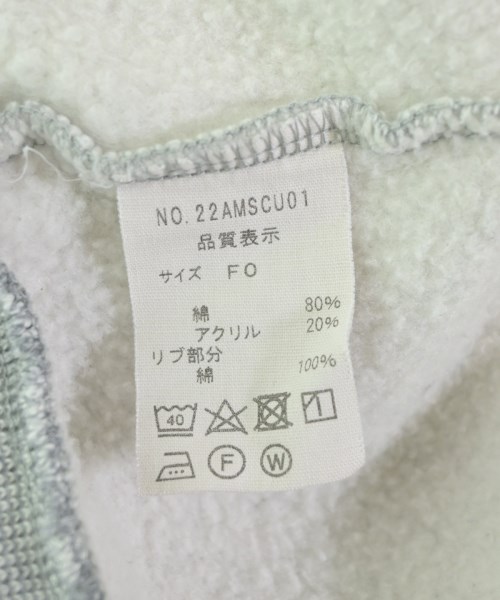 NO.22AMSCU01
品質表示
サイズ FO
綿 80%
アクリル 20%
リブ部分
綿 100%
40
F W